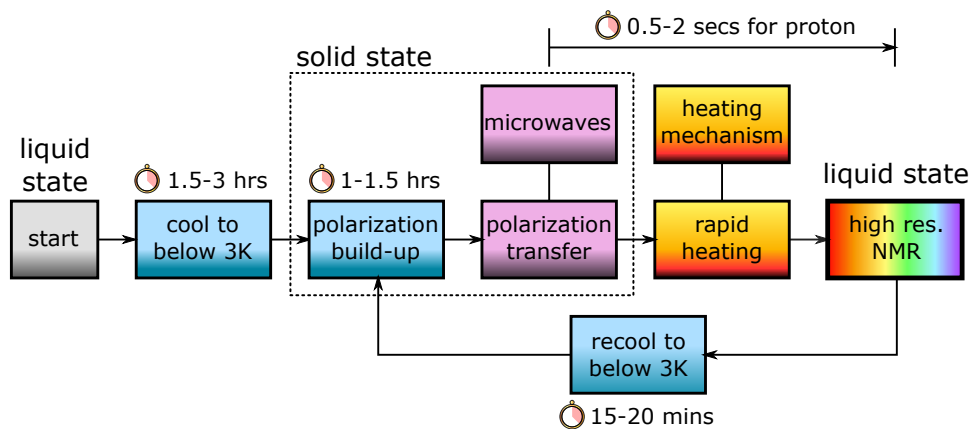 0.5-2 secs for proton
solid state
microwaves
heating
mechanism
liquid
state
1.5-3 hrs
1-1.5 hrs
liquid state
start
cool to
below 3K
polarization
build-up
polarization
transfer
rapid
heating
high res.
NMR
recool to
below 3K
15-20 mins